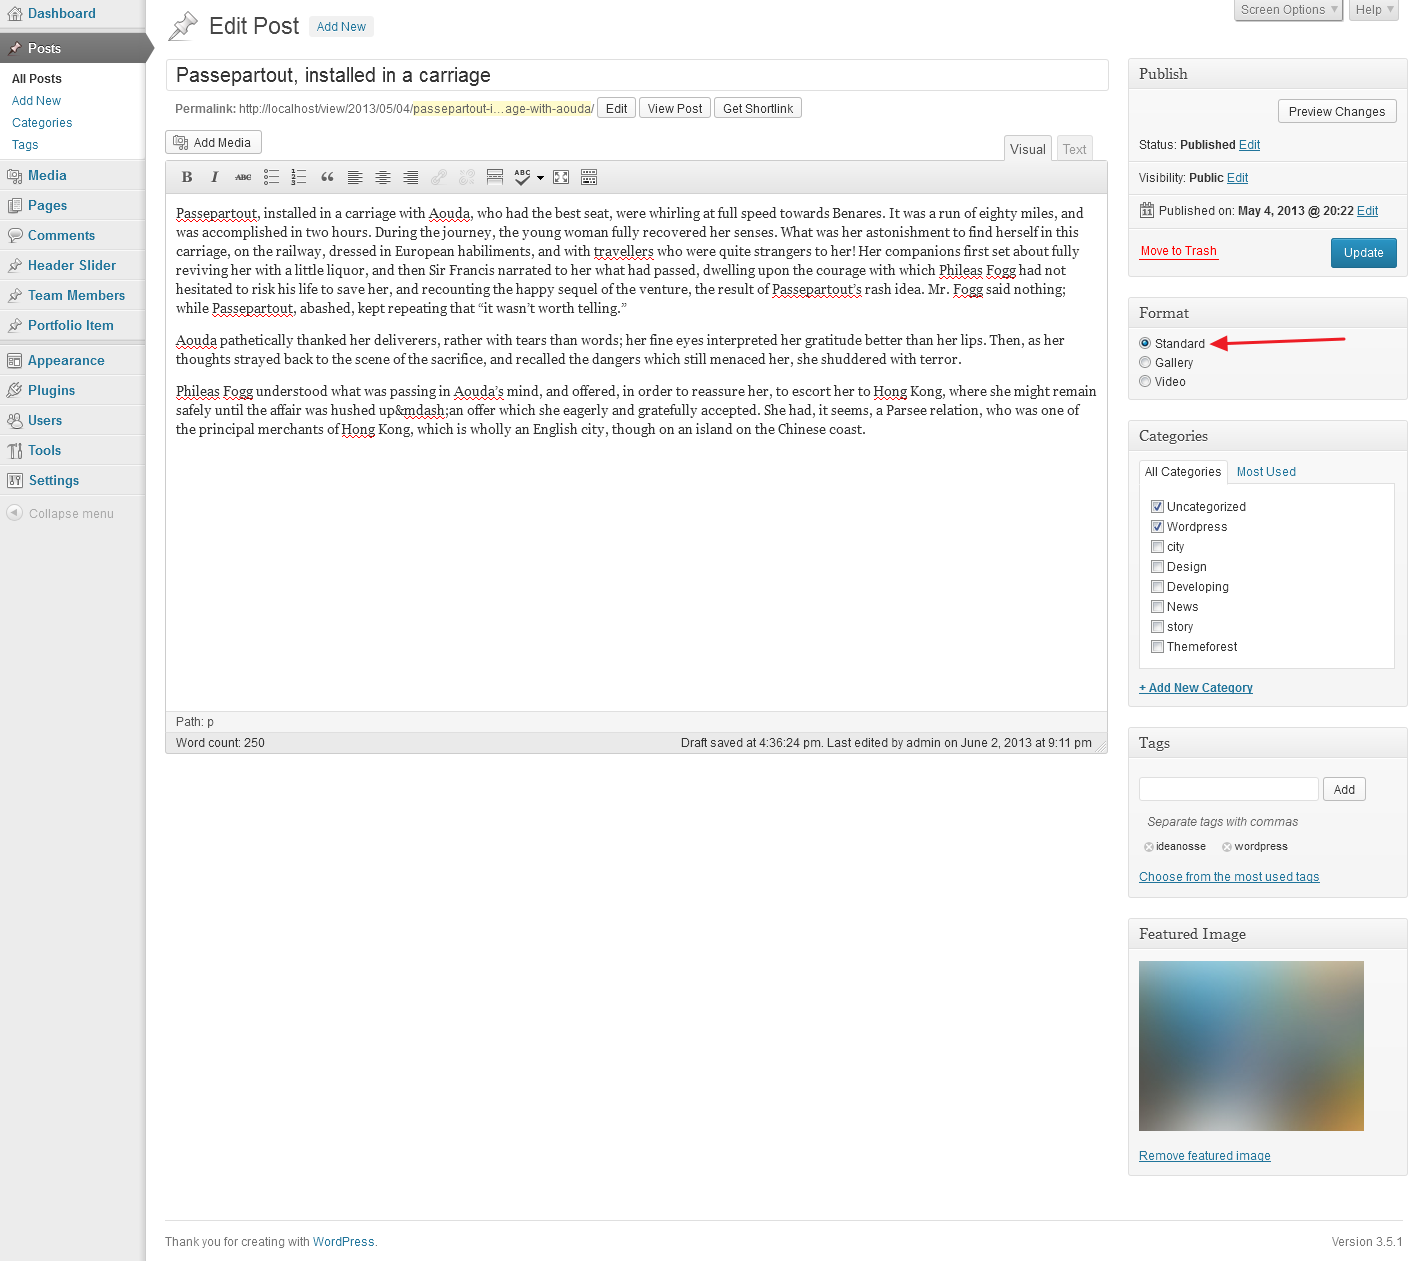 Dashboard
Posts
All Posts
Add New
Categories
Tags
Media
Pages
Comments
Header Slider
Team Members
Portfolio Item
Appearance
Plugins
Users
Tools
Settings
Collapse menu
Screen Options
Help
Edit Post Add New
Passepartout, installed in a carriage
Permalink: http://localhost/view/2013/05/04/passepartout-i…age-with-aouda/ Edit View Post Get Shortlink
Add Media
Visual Text
B I ABC ABC
Passepartout, installed in a carriage with Aouda, who had the best seat, were whirling at full speed towards Benares. It was a run of eighty miles, and
was accomplished in two hours. During the journey, the young woman fully recovered her senses. What was her astonishment to find herself in this
carriage, on the railway, dressed in European habiliments, and with travellers who were quite strangers to her! Her companions first set about fully
reviving her with a little liquor, and then Sir Francis narrated to her what had passed, dwelling upon the courage with which Phileas Fogg had not
hesitated to risk his life to save her, and recounting the happy sequel of the venture, the result of Passepartout’s rash idea. Mr. Fogg said nothing;
while Passepartout, abashed, kept repeating that “it wasn’t worth telling.”
Aouda pathetically thanked her deliverers, rather with tears than words; her fine eyes interpreted her gratitude better than her lips. Then, as her
thoughts strayed back to the scene of the sacrifice, and recalled the dangers which still menaced her, she shuddered with terror.
Phileas Fogg understood what was passing in Aouda’s mind, and offered, in order to reassure her, to escort her to Hong Kong, where she might remain
safely until the affair was hushed up&mdash;an offer which she eagerly and gratefully accepted. She had, it seems, a Parsee relation, who was one of
the principal merchants of Hong Kong, which is wholly an English city, though on an island on the Chinese coast.
Path: p
Word count: 250
Draft saved at 4:36:24 pm. Last edited by admin on June 2, 2013 at 9:11 pm
Publish
Preview Changes
Status: Published Edit
Visibility: Public Edit
Published on: May 4, 2013 @ 20:22 Edit
Move to Trash
Update
Format
Standard
Gallery
Video
Categories
All Categories Most Used
Uncategorized
Wordpress
city
Design
Developing
News
story
Themeforest
+ Add New Category
Tags
Add
Separate tags with commas
ideanosse wordpress
Choose from the most used tags
Featured Image
Remove featured image
Thank you for creating with WordPress.
Version 3.5.1